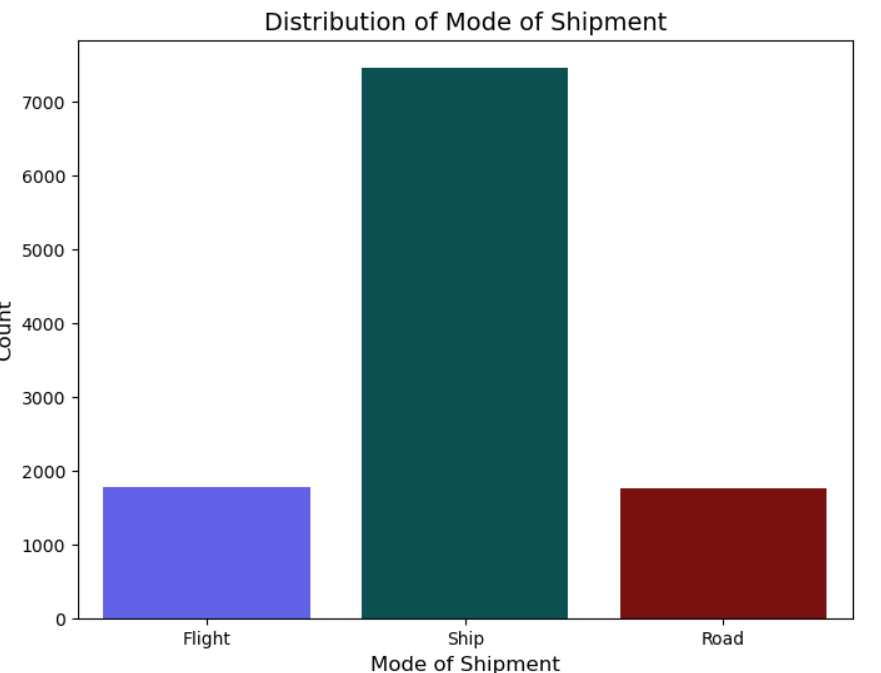 Distribution of Mode of Shipment
Count
7000
6000
5000
4000
3000
2000
1000
0
Flight
Ship
Road
Mode of Shipment